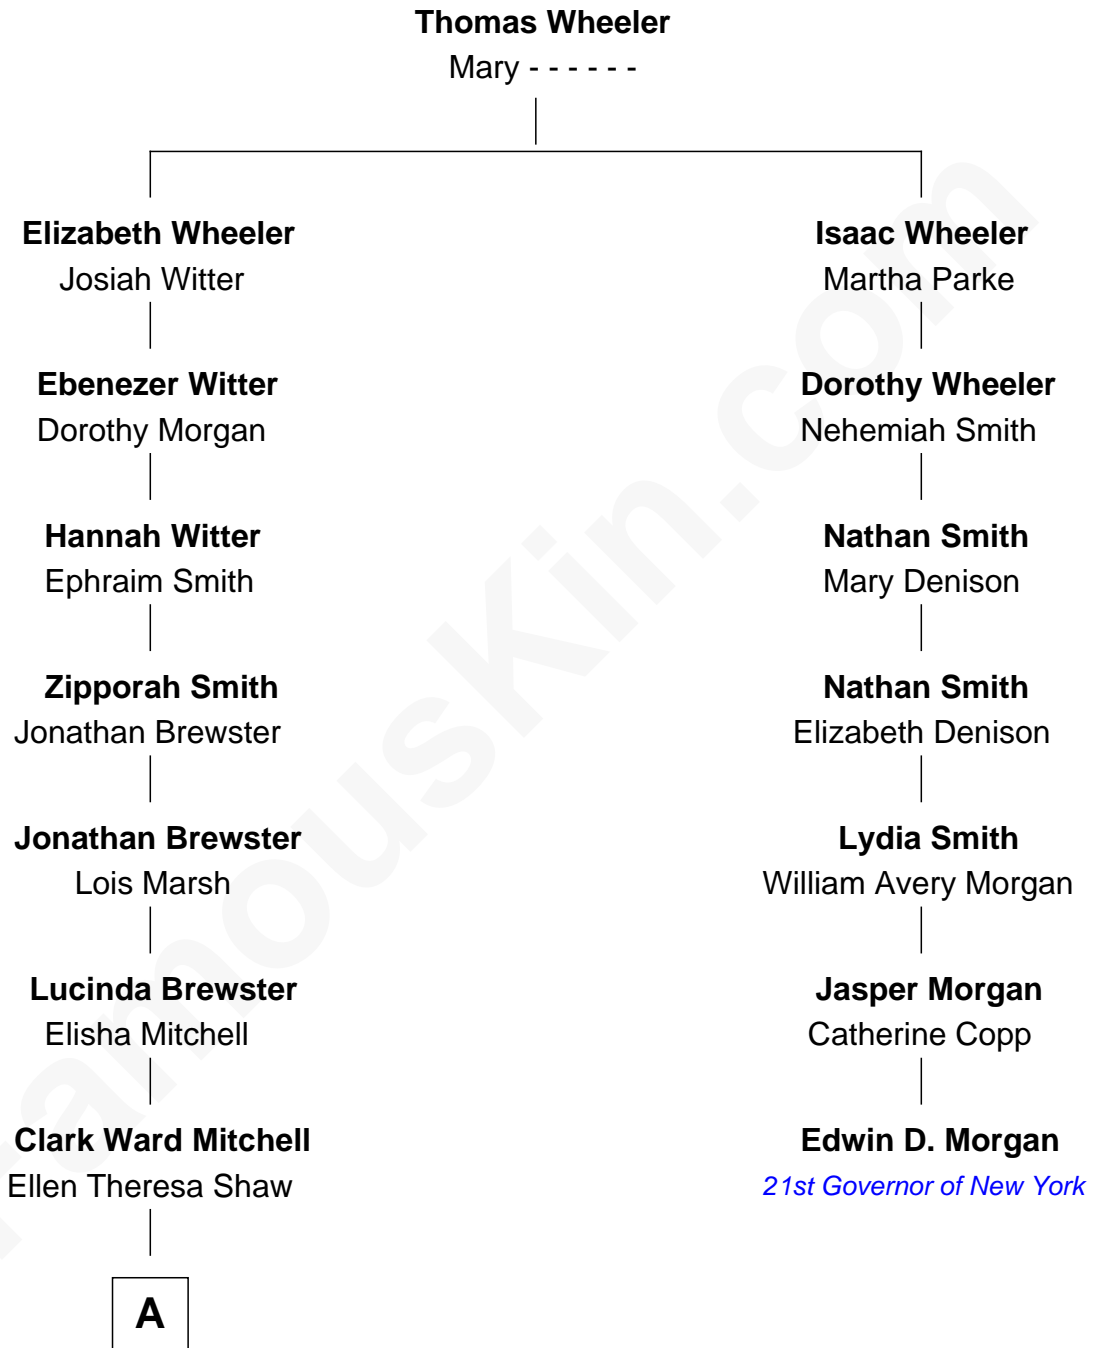 Thomas Wheeler
Mary - - - - - -
Elizabeth Wheeler
Josiah Witter
Isaac Wheeler
Martha Parke
Ebenezer Witter
Dorothy Morgan
Dorothy Wheeler
Nehemiah Smith
Hannah Witter
Ephraim Smith
Nathan Smith
Mary Denison
Zipporah Smith
Jonathan Brewster
Nathan Smith
Elizabeth Denison
Jonathan Brewster
Lois Marsh
Lydia Smith
William Avery Morgan
Lucinda Brewster
Elisha Mitchell
Jasper Morgan
Catherine Copp
Clark Ward Mitchell
Ellen Theresa Shaw
Edwin D. Morgan
21st Governor of New York
A
FamousKin.com